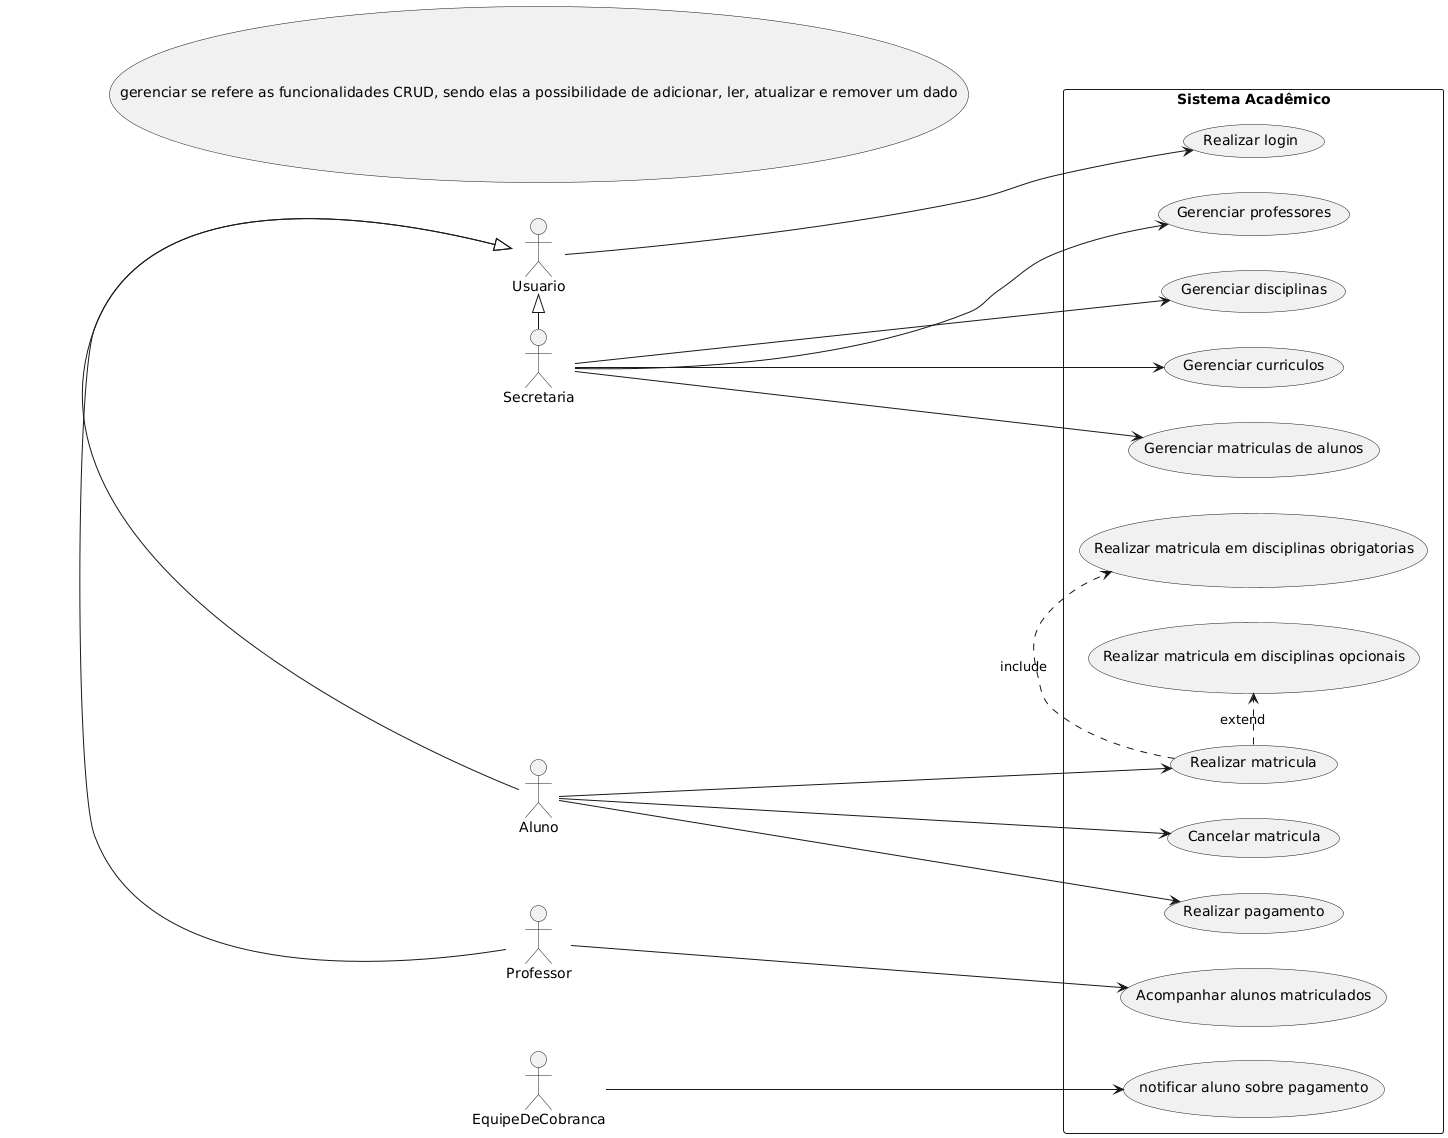 gerenciar se refere as funcionalidades CRUD, sendo elas a possibilidade de adicionar, ler, atualizar e remover um dado
Sistema Acadêmico
Realizar login
Gerenciar professores
Usuario
Gerenciar disciplinas
Gerenciar curriculos
Secretaria
Gerenciar matriculas de alunos
Realizar matricula em disciplinas obrigatorias
Realizar matricula em disciplinas opcionais
include
extend
Realizar matricula
Aluno
Cancelar matricula
Realizar pagamento
Professor
Acompanhar alunos matriculados
notificar aluno sobre pagamento
EquipeDeCobranca